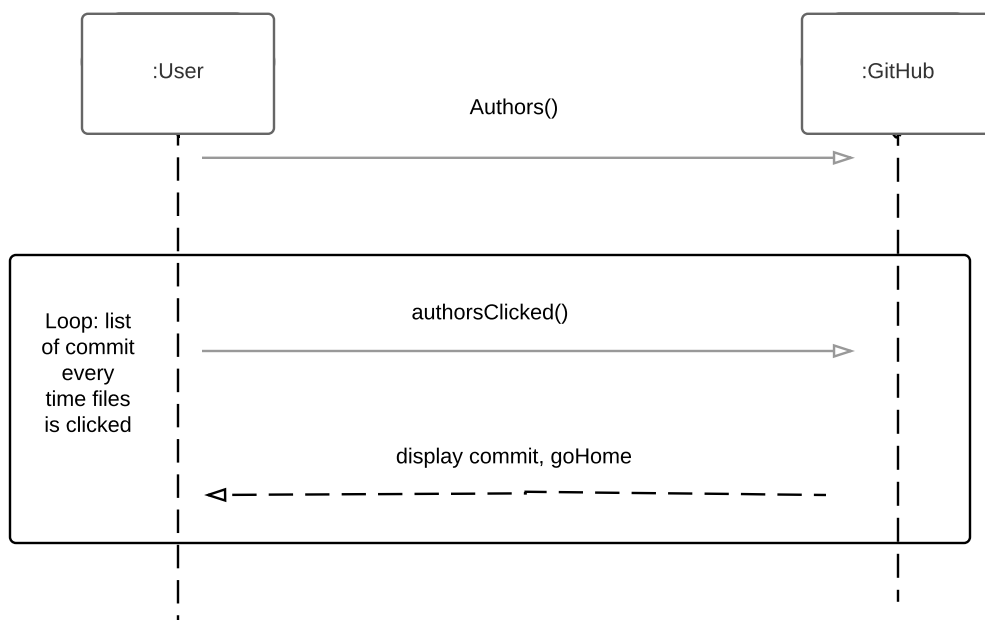 :User
:GitHub
Authors()
authorsClicked()
Loop: list
of commit
every
time files
is clicked
display commit, goHome